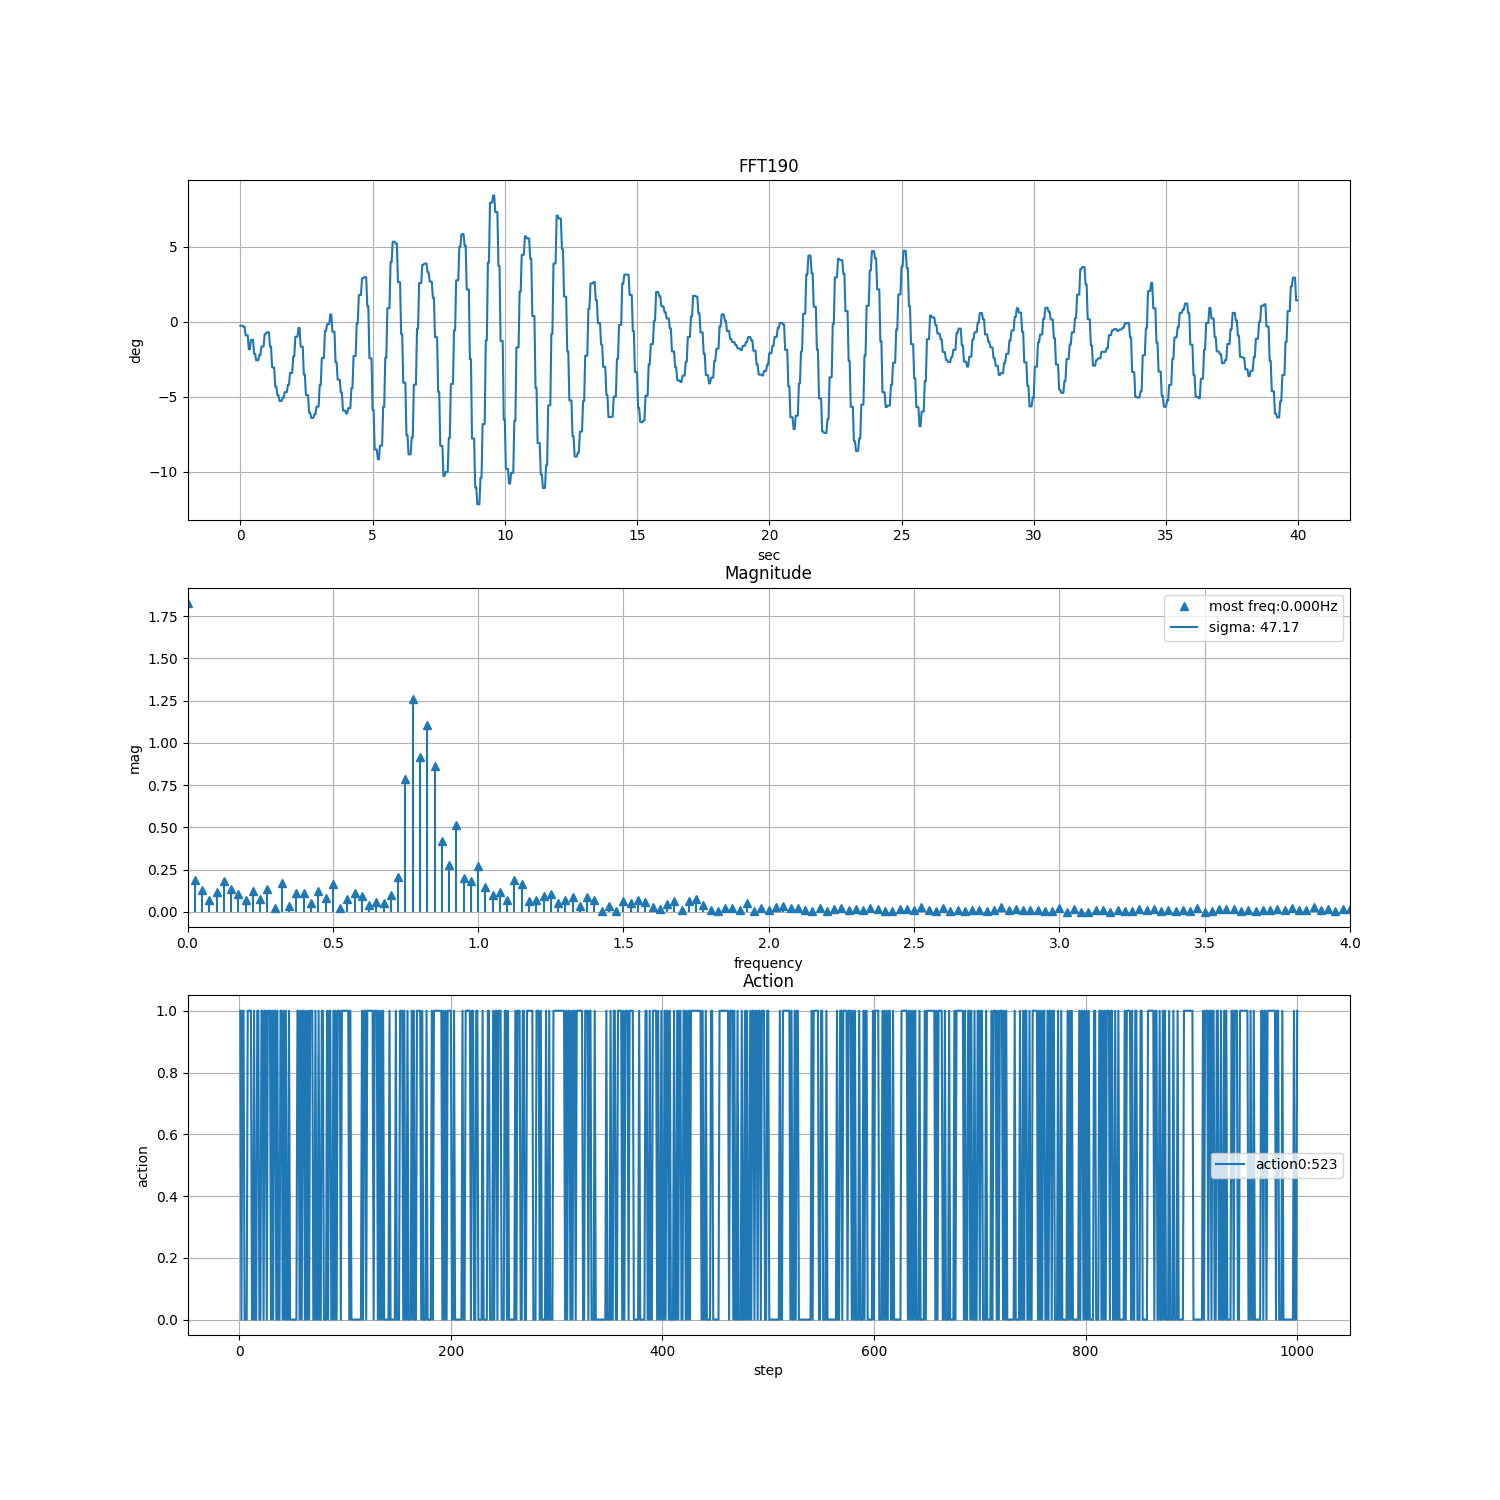 FFT190
5
0
−5
−10
deg
0 5 10 15 20 25 30 35 40
sec
Magnitude
1.75
1.50
1.25
1.00
0.75
0.50
0.25
0.00
mag
most freq:0.000Hz
sigma: 47.17
0.0 0.5 1.0 1.5 2.0 2.5 3.0 3.5 4.0
frequency
Action
1.0
0.8
0.6
0.4
0.2
0.0
action
action0:523
0 200 400 600 800 1000
step